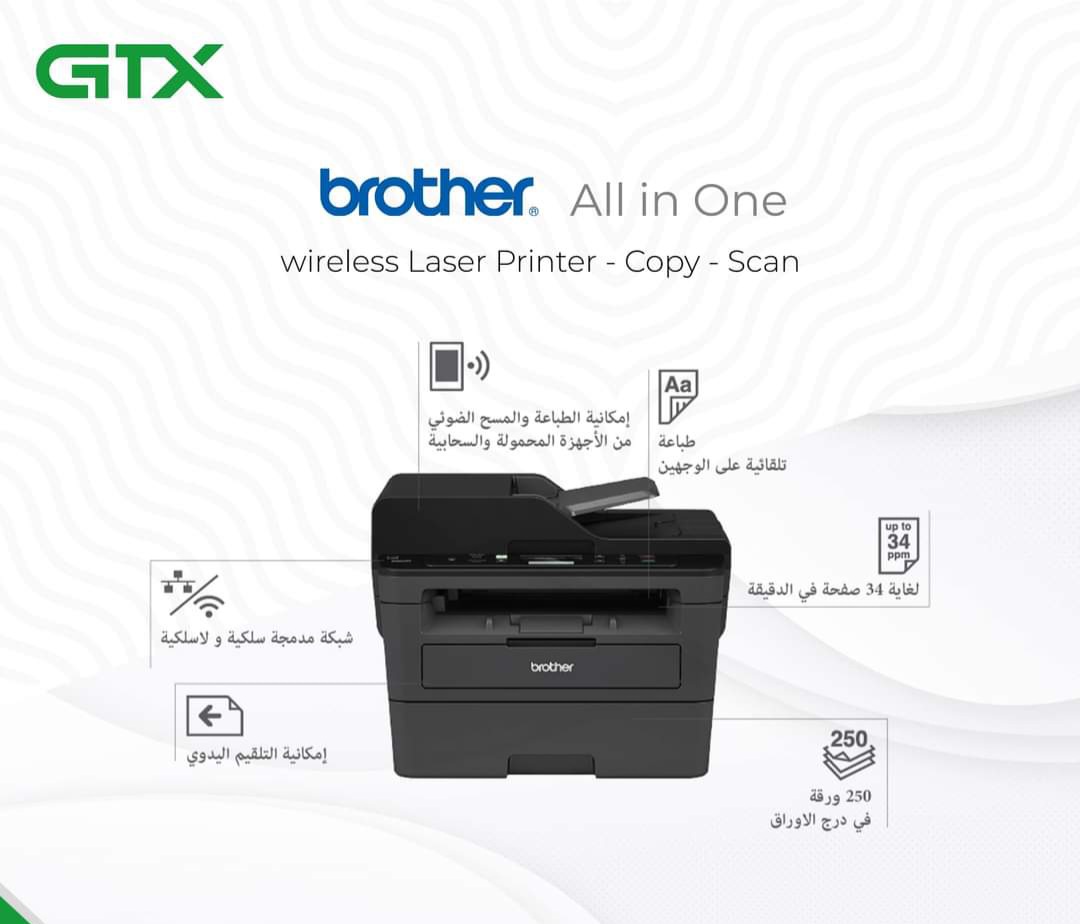 GTX
brother® All in One
wireless Laser Printer - Copy - Scan
إمكانية الطباعة والمسح الضوئي
من الأجهزة المحمولة والسحابية
Aa
طباعة
تلقائية على الوجهين
up to
34
ppm
لغاية 34 صفحة في الدقيقة
شبكة مدمجة سلكية و لاسلكية
brother
إمكانية التلقيم اليدوي
250
250 ورقة
في درج الاوراق